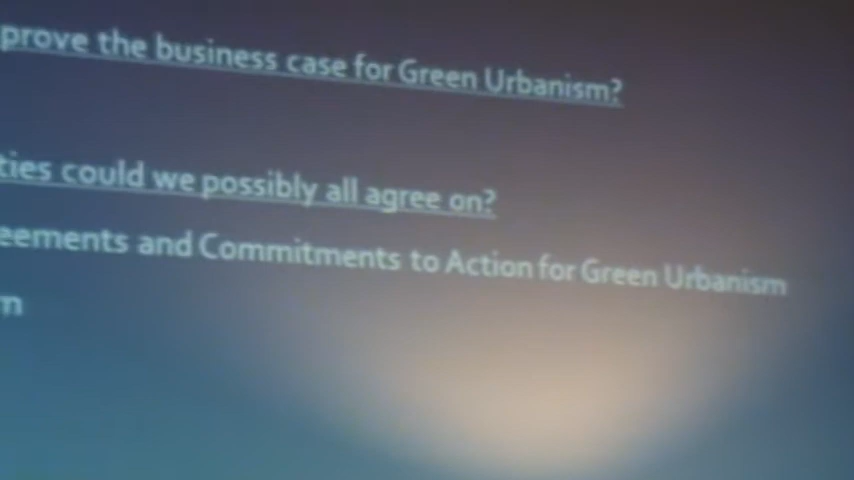 prove the business case for Green Urbanism?
ties could we possibly all agree on?
eements and Commitments to Action for Green Urbanism
m